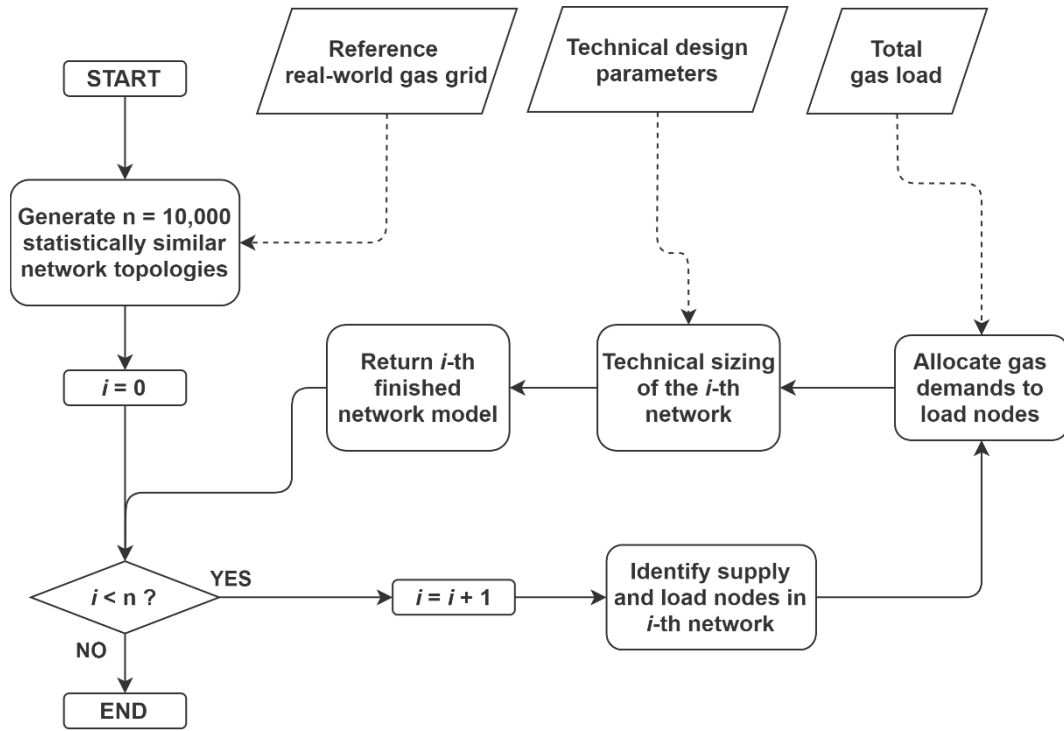 START
Reference
real-world gas grid
Technical design
parameters
Total
gas load
Generate n = 10,000
statistically similar
network topologies
i = 0
Return i-th
finished
network model
Technical sizing
of the i-th
network
Allocate gas
demands to
load nodes
i < n ?
YES
NO
i = i + 1
Identify supply
and load nodes in
i-th network
END